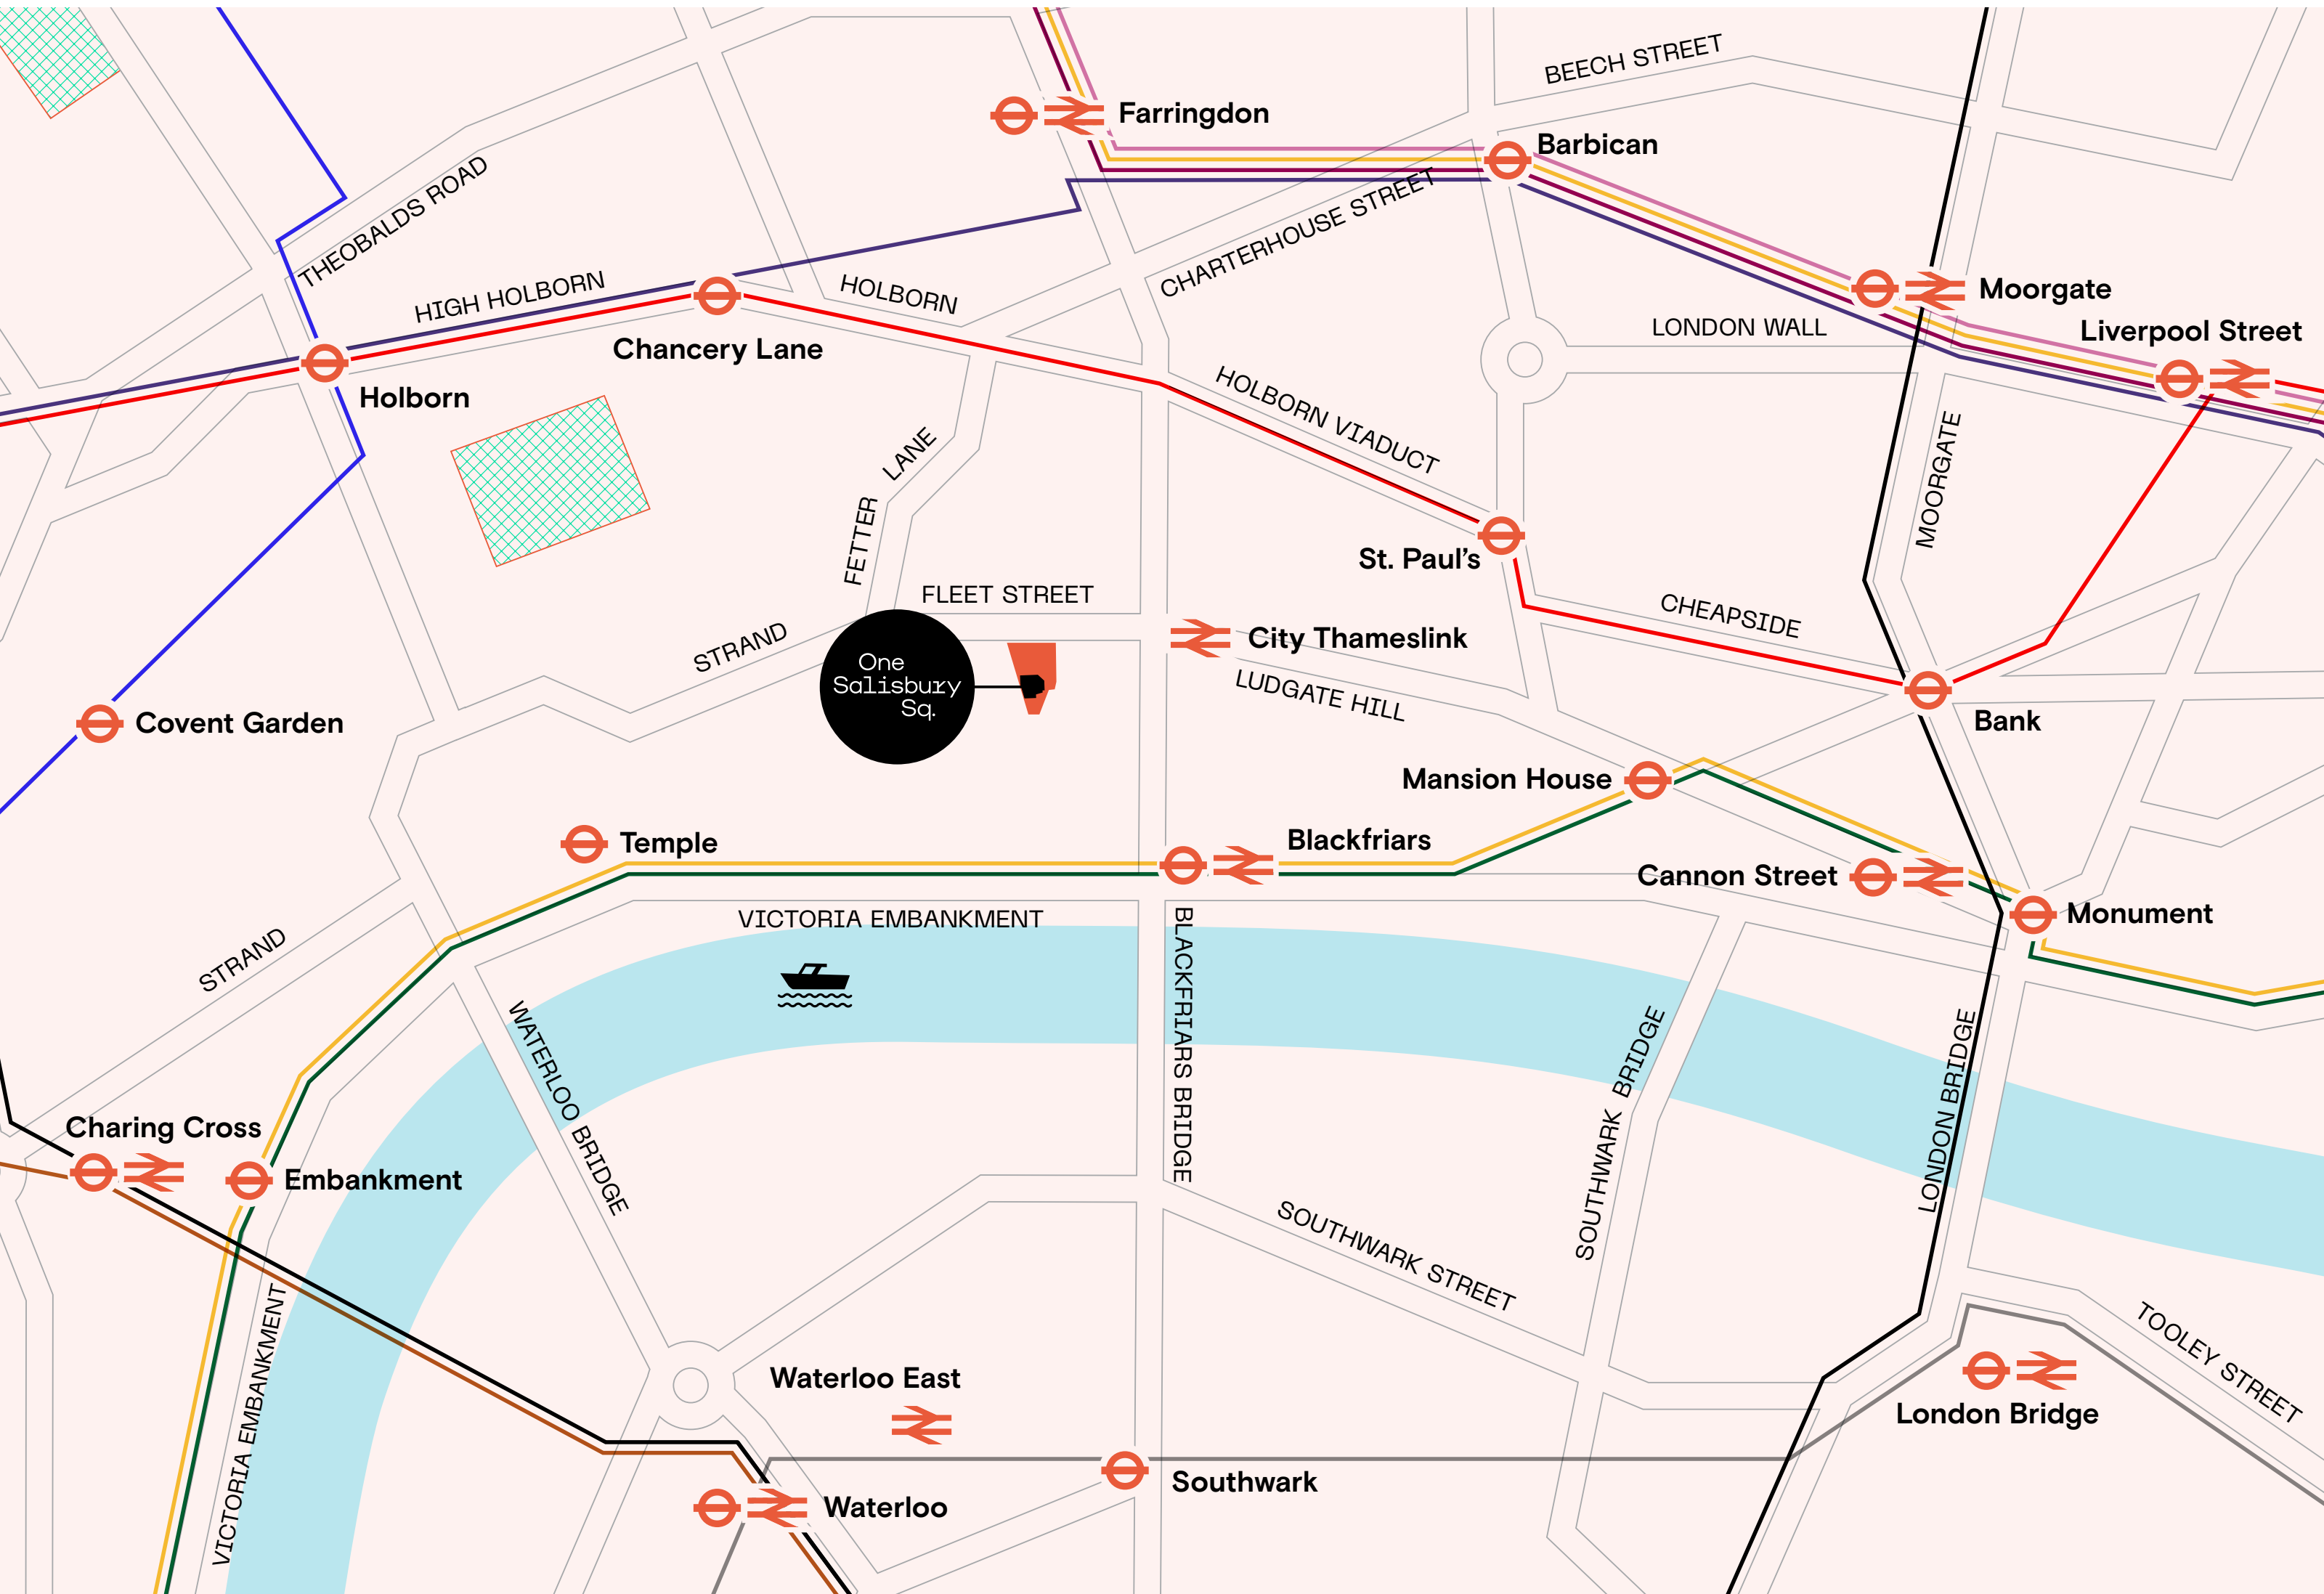 BEECH STREET
Farringdon
Barbican
THEOBALDS ROAD
CHARTERHOUSE STREET
HIGH HOLBORN
HOLBORN
Moorgate
LONDON WALL
Liverpool Street
Chancery Lane
Holborn
HOLBORN VIADUCT
MOORGATE
FETTER LANE
St. Paul’s
FLEET STREET
CHEAPSIDE
STRAND
City Thameslink
One
Salisbury
Sq.
LUDGATE HILL
Covent Garden
Bank
Mansion House
Temple
Blackfriars
Cannon Street
Monument
VICTORIA EMBANKMENT
STRAND
BLACKFRIARS BRIDGE
WATERLOO BRIDGE
SOUTHWARK BRIDGE
LONDON BRIDGE
Charing Cross
Embankment
SOUTHWARK STREET
VICTORIA EMBANKMENT
TOOLEY STREET
Waterloo East
London Bridge
Southwark
Waterloo